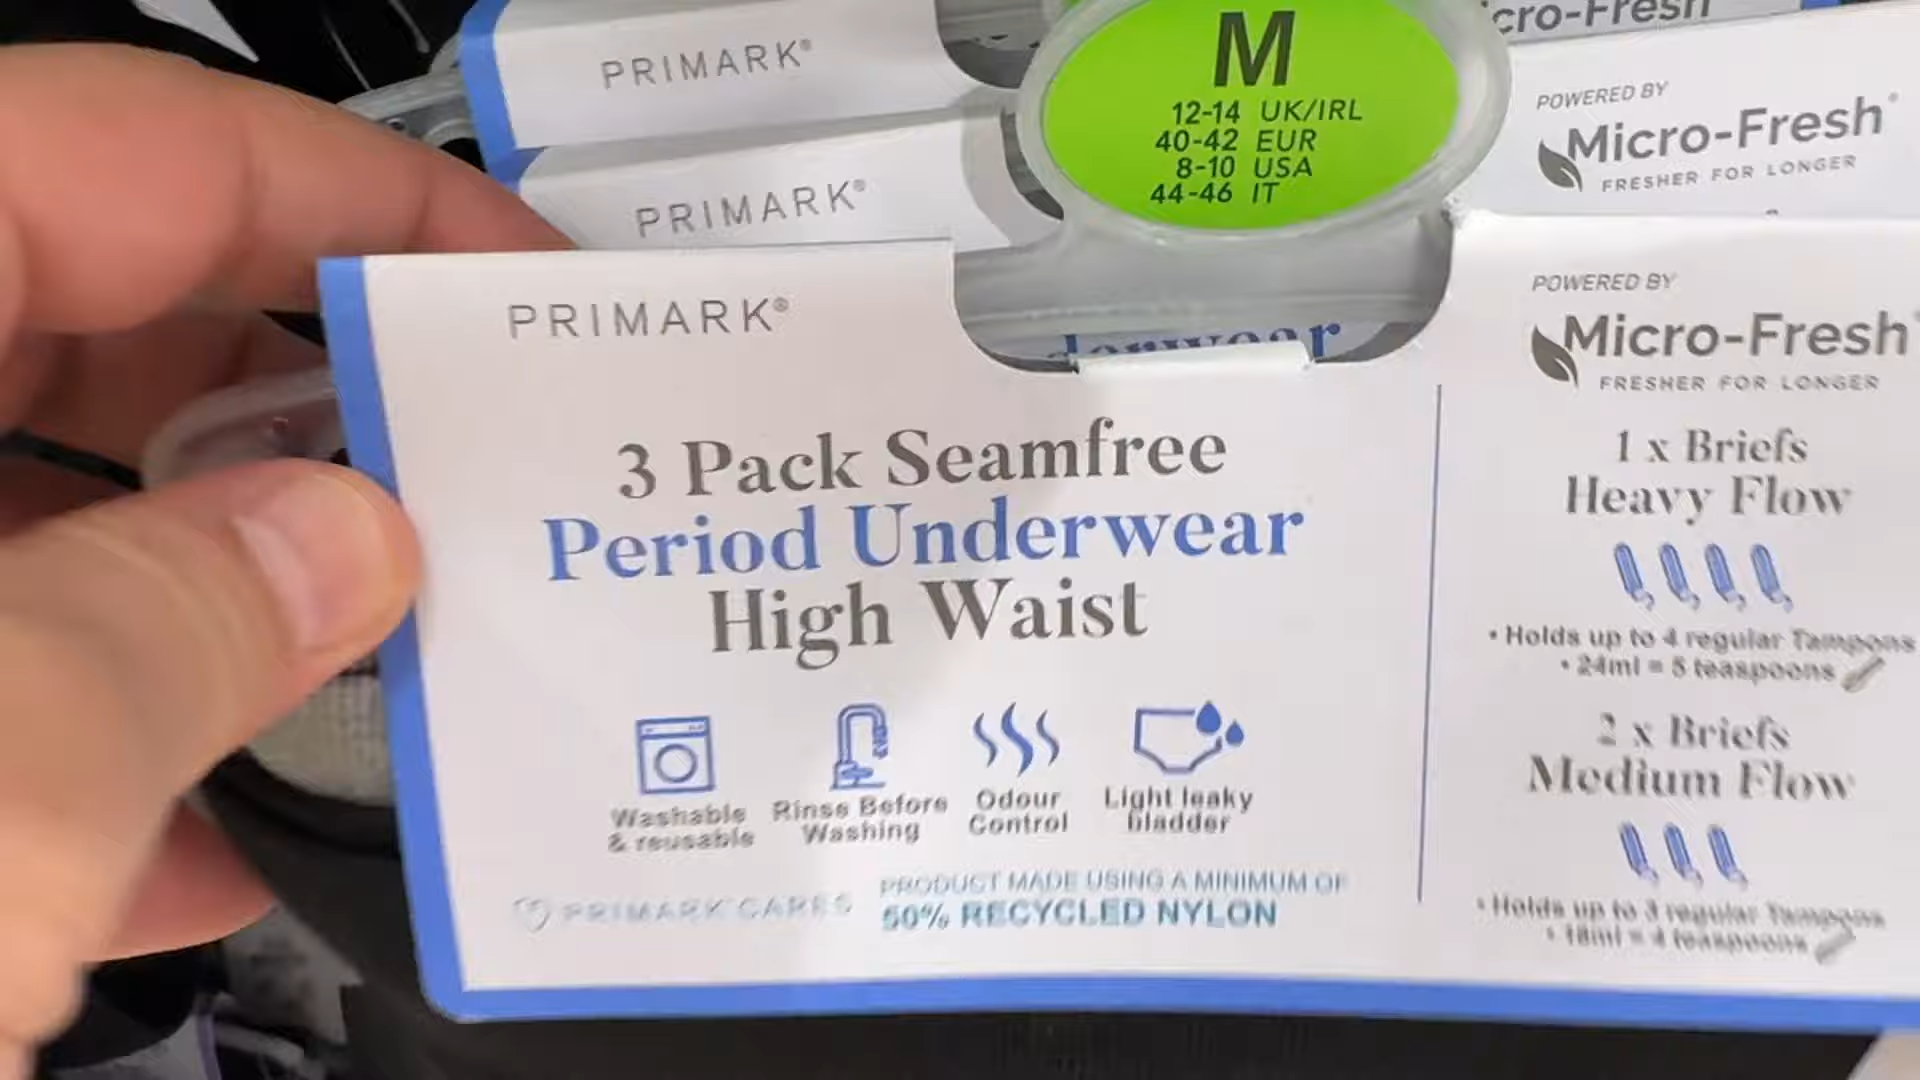 cro-Fresh
PRIMARK®
M
12-14 UK/IRL
40-42 EUR
8-10 USA
44-46 IT
POWERED BY
Micro-Fresh®
FRESHER FOR LONGER
PRIMARK®
PRIMARK®
derwear
3 Pack Seamfree
Period Underwear
High Waist
Washable
& reusable
Rinse Before
Washing
Odour
Control
Light leaky
bladder
PRIMARK CARES
PRODUCT MADE USING A MINIMUM OF
50% RECYCLED NYLON
POWERED BY
Micro-Fresh®
FRESHER FOR LONGER
1 x Briefs
Heavy Flow
• Holds up to 4 regular Tampons
• 24ml = 5 teaspoons
2 x Briefs
Medium Flow
• Holds up to 3 regular Tampons
• 18ml = 4 teaspoons